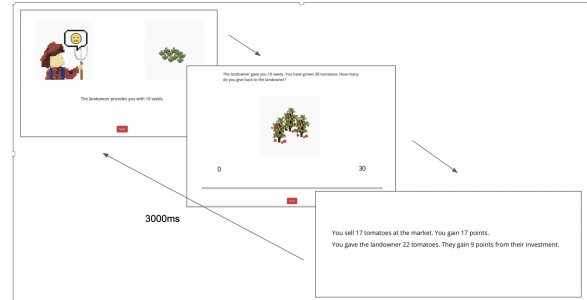 The landowner provides you with 10 seeds.
The landowner gave you 10 seeds. You have grown 30 tomatoes. How many
do you give back to the landowner?
0 30
3000ms
You sell 17 tomatoes at the market. You gain 17 points.
You gave the landowner 22 tomatoes. They gain 9 points from their investment.